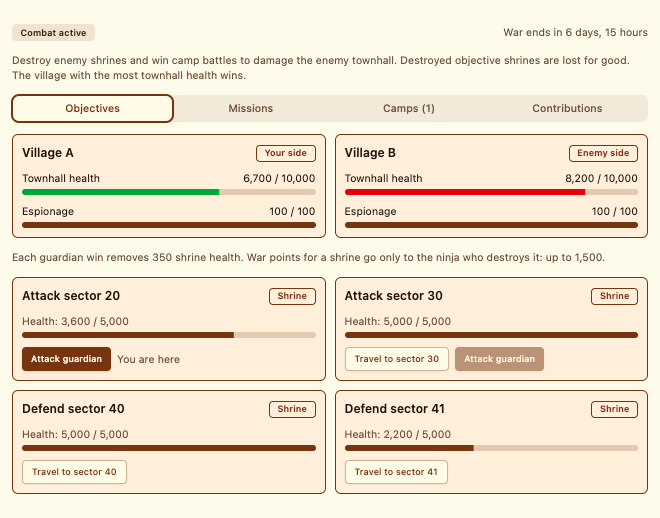 Combat active
War ends in 6 days, 15 hours
Destroy enemy shrines and win camp battles to damage the enemy townhall. Destroyed objective shrines are lost for good.
The village with the most townhall health wins.
Objectives
Missions
Camps (1)
Contributions
Village A
Your side
Townhall health
6,700 / 10,000
Espionage
100 / 100
Village B
Enemy side
Townhall health
8,200 / 10,000
Espionage
100 / 100
Each guardian win removes 350 shrine health. War points for a shrine go only to the ninja who destroys it: up to 1,500.
Attack sector 20
Shrine
Health: 3,600 / 5,000
Attack guardian
You are here
Attack sector 30
Shrine
Health: 5,000 / 5,000
Travel to sector 30
Attack guardian
Defend sector 40
Shrine
Health: 5,000 / 5,000
Travel to sector 40
Defend sector 41
Shrine
Health: 2,200 / 5,000
Travel to sector 41